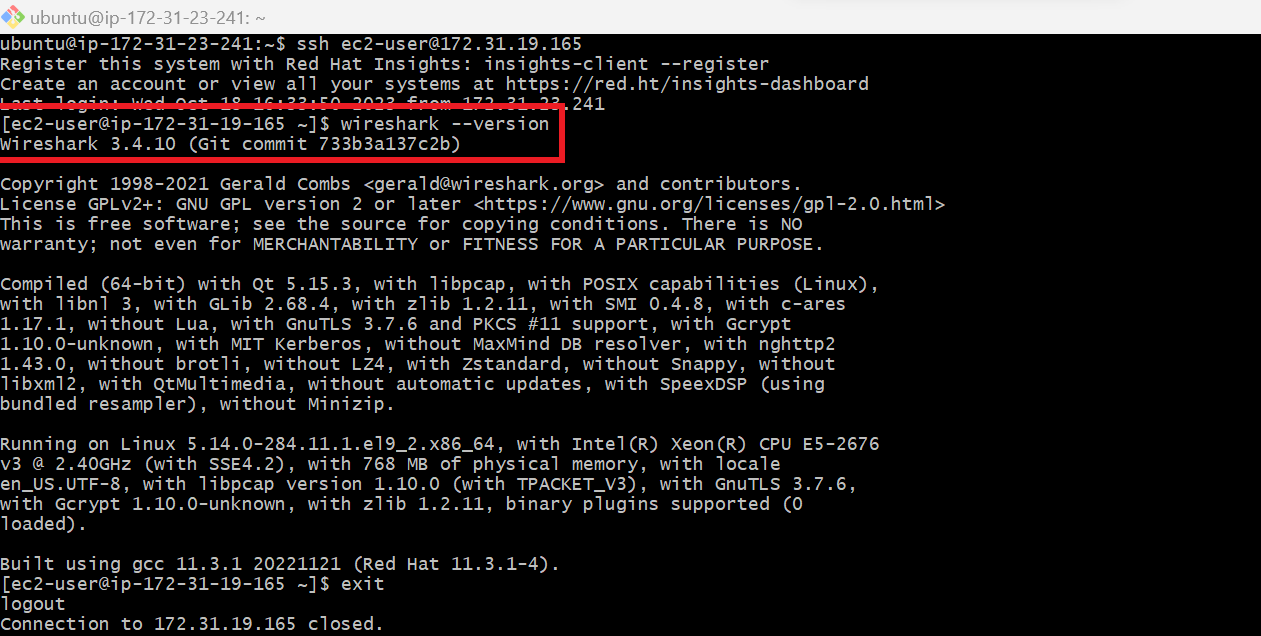 ubuntu@ip-172-31-23-241: ~
ubuntu@ip-172-31-23-241:~$ ssh ec2-user@172.31.19.165
Register this system with Red Hat Insights: insights-client --register
Create an account or view all your systems at https://red.ht/insights-dashboard
Last login: Wed Oct 18 16:33:50 2023 from 172.31.23.241
[ec2-user@ip-172-31-19-165 ~]$ wireshark --version
Wireshark 3.4.10 (Git commit 733b3a137c2b)
Copyright 1998-2021 Gerald Combs <gerald@wireshark.org> and contributors.
License GPLv2+: GNU GPL version 2 or later <https://www.gnu.org/licenses/gpl-2.0.html>
This is free software; see the source for copying conditions. There is NO
warranty; not even for MERCHANTABILITY or FITNESS FOR A PARTICULAR PURPOSE.
Compiled (64-bit) with Qt 5.15.3, with libpcap, with POSIX capabilities (Linux),
with libnl 3, with GLib 2.68.4, with zlib 1.2.11, with SMI 0.4.8, with c-ares
1.17.1, without Lua, with GnuTLS 3.7.6 and PKCS #11 support, with Gcrypt
1.10.0-unknown, with MIT Kerberos, without MaxMind DB resolver, with nghttp2
1.43.0, without brotli, without LZ4, with Zstandard, without Snappy, without
libxml2, with QtMultimedia, without automatic updates, with SpeexDSP (using
bundled resampler), without Minizip.
Running on Linux 5.14.0-284.11.1.el9_2.x86_64, with Intel(R) Xeon(R) CPU E5-2676
v3 @ 2.40GHz (with SSE4.2), with 768 MB of physical memory, with locale
en_US.UTF-8, with libpcap version 1.10.0 (with TPACKET_V3), with GnuTLS 3.7.6,
with Gcrypt 1.10.0-unknown, with zlib 1.2.11, binary plugins supported (0
loaded).
Built using gcc 11.3.1 20221121 (Red Hat 11.3.1-4).
[ec2-user@ip-172-31-19-165 ~]$ exit
logout
Connection to 172.31.19.165 closed.